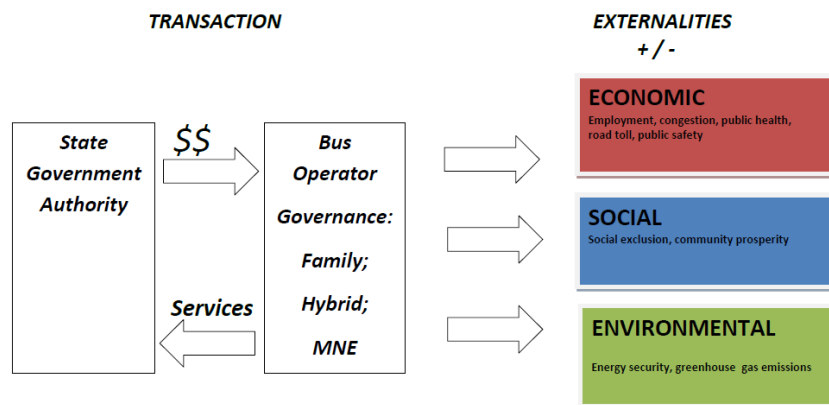 TRANSACTION
EXTERNALITIES
+ / -
State
Government
Authority
$$
Services
Bus
Operator
Governance:
Family;
Hybrid;
MNE
ECONOMIC
Employment, congestion, public health,
road toll, public safety
SOCIAL
Social exclusion, community prosperity
ENVIRONMENTAL
Energy security, greenhouse gas emissions